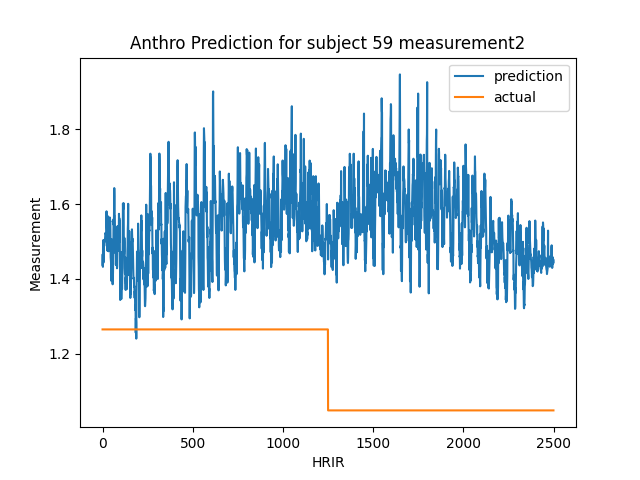 Anthro Prediction for subject 59 measurement2
prediction
actual
1.8
1.6
1.4
1.2
Measurement
0 500 1000 1500 2000 2500
HRIR